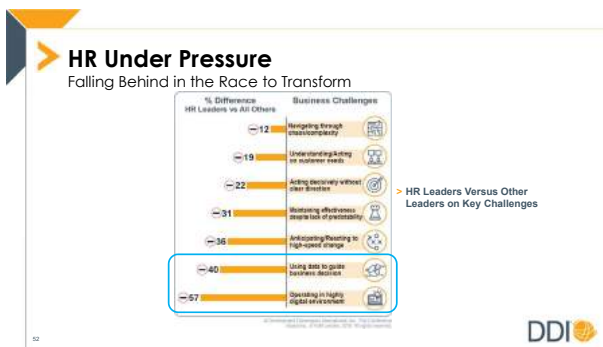 HR Under Pressure
Falling Behind in the Race to Transform
% Difference
HR Leaders vs All Others
Business Challenges
12
Navigating through
chaos/complexity
19
Understanding/Acting
on customer needs
22
Acting decisively without
clear direction
31
Maintaining effectiveness
despite lack of predictability
36
Anticipating/Reacting to
high-speed change
40
Using data to guide
business decision
57
Operating in highly
digital environment
> HR Leaders Versus Other
Leaders on Key Challenges
52
DDI